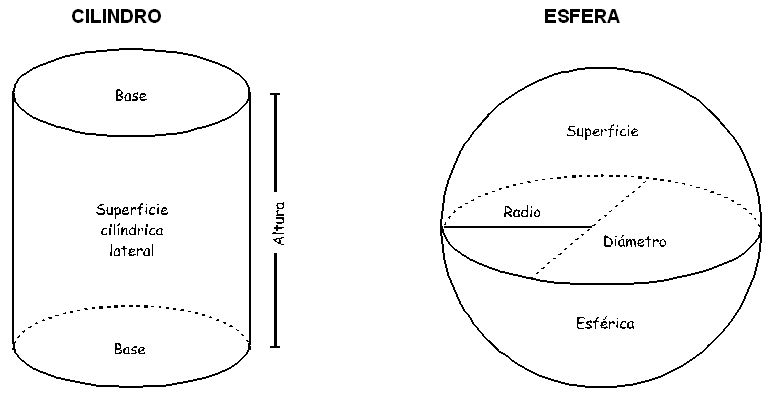 CILINDRO
Base
Superficie
cilíndrica
lateral
Altura
Base
ESFERA
Superficie
Radio
Diámetro
Esférica